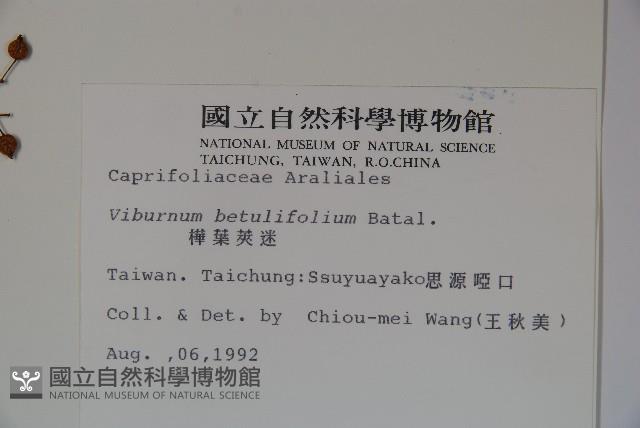 國立自然科學博物館
NATIONAL MUSEUM OF NATURAL SCIENCE
TAICHUNG, TAIWAN, R.O.CHINA
Caprifoliaceae Araliales
Viburnum betulifolium Batal.
樺葉莢迷
Taiwan. Taichung:Ssuyuayako思源啞口
Coll. & Det. by Chiou-mei Wang(王秋美)
Aug. ,06,1992
國立自然科學博物館
NATIONAL MUSEUM OF NATURAL SCIENCE